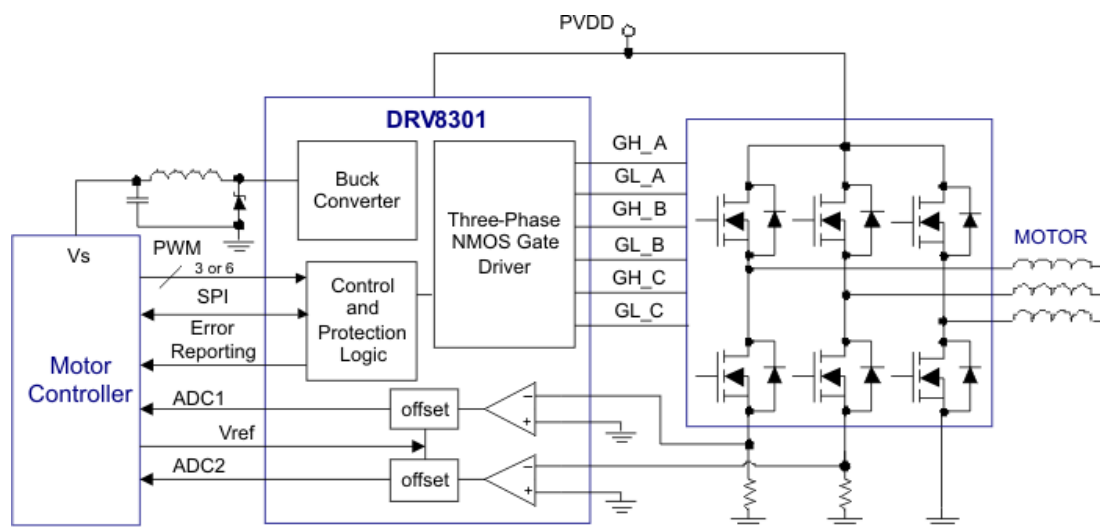 PVDD
DRV8301
Buck
Converter
Three-Phase
NMOS Gate
Driver
GH_A
GL_A
GH_B
GL_B
GH_C
GL_C
MOTOR
Vs
PWM
3 or 6
SPI
Error
Reporting
Control
and
Protection
Logic
Motor
Controller
ADC1
offset
−
+
Vref
ADC2
offset
−
+